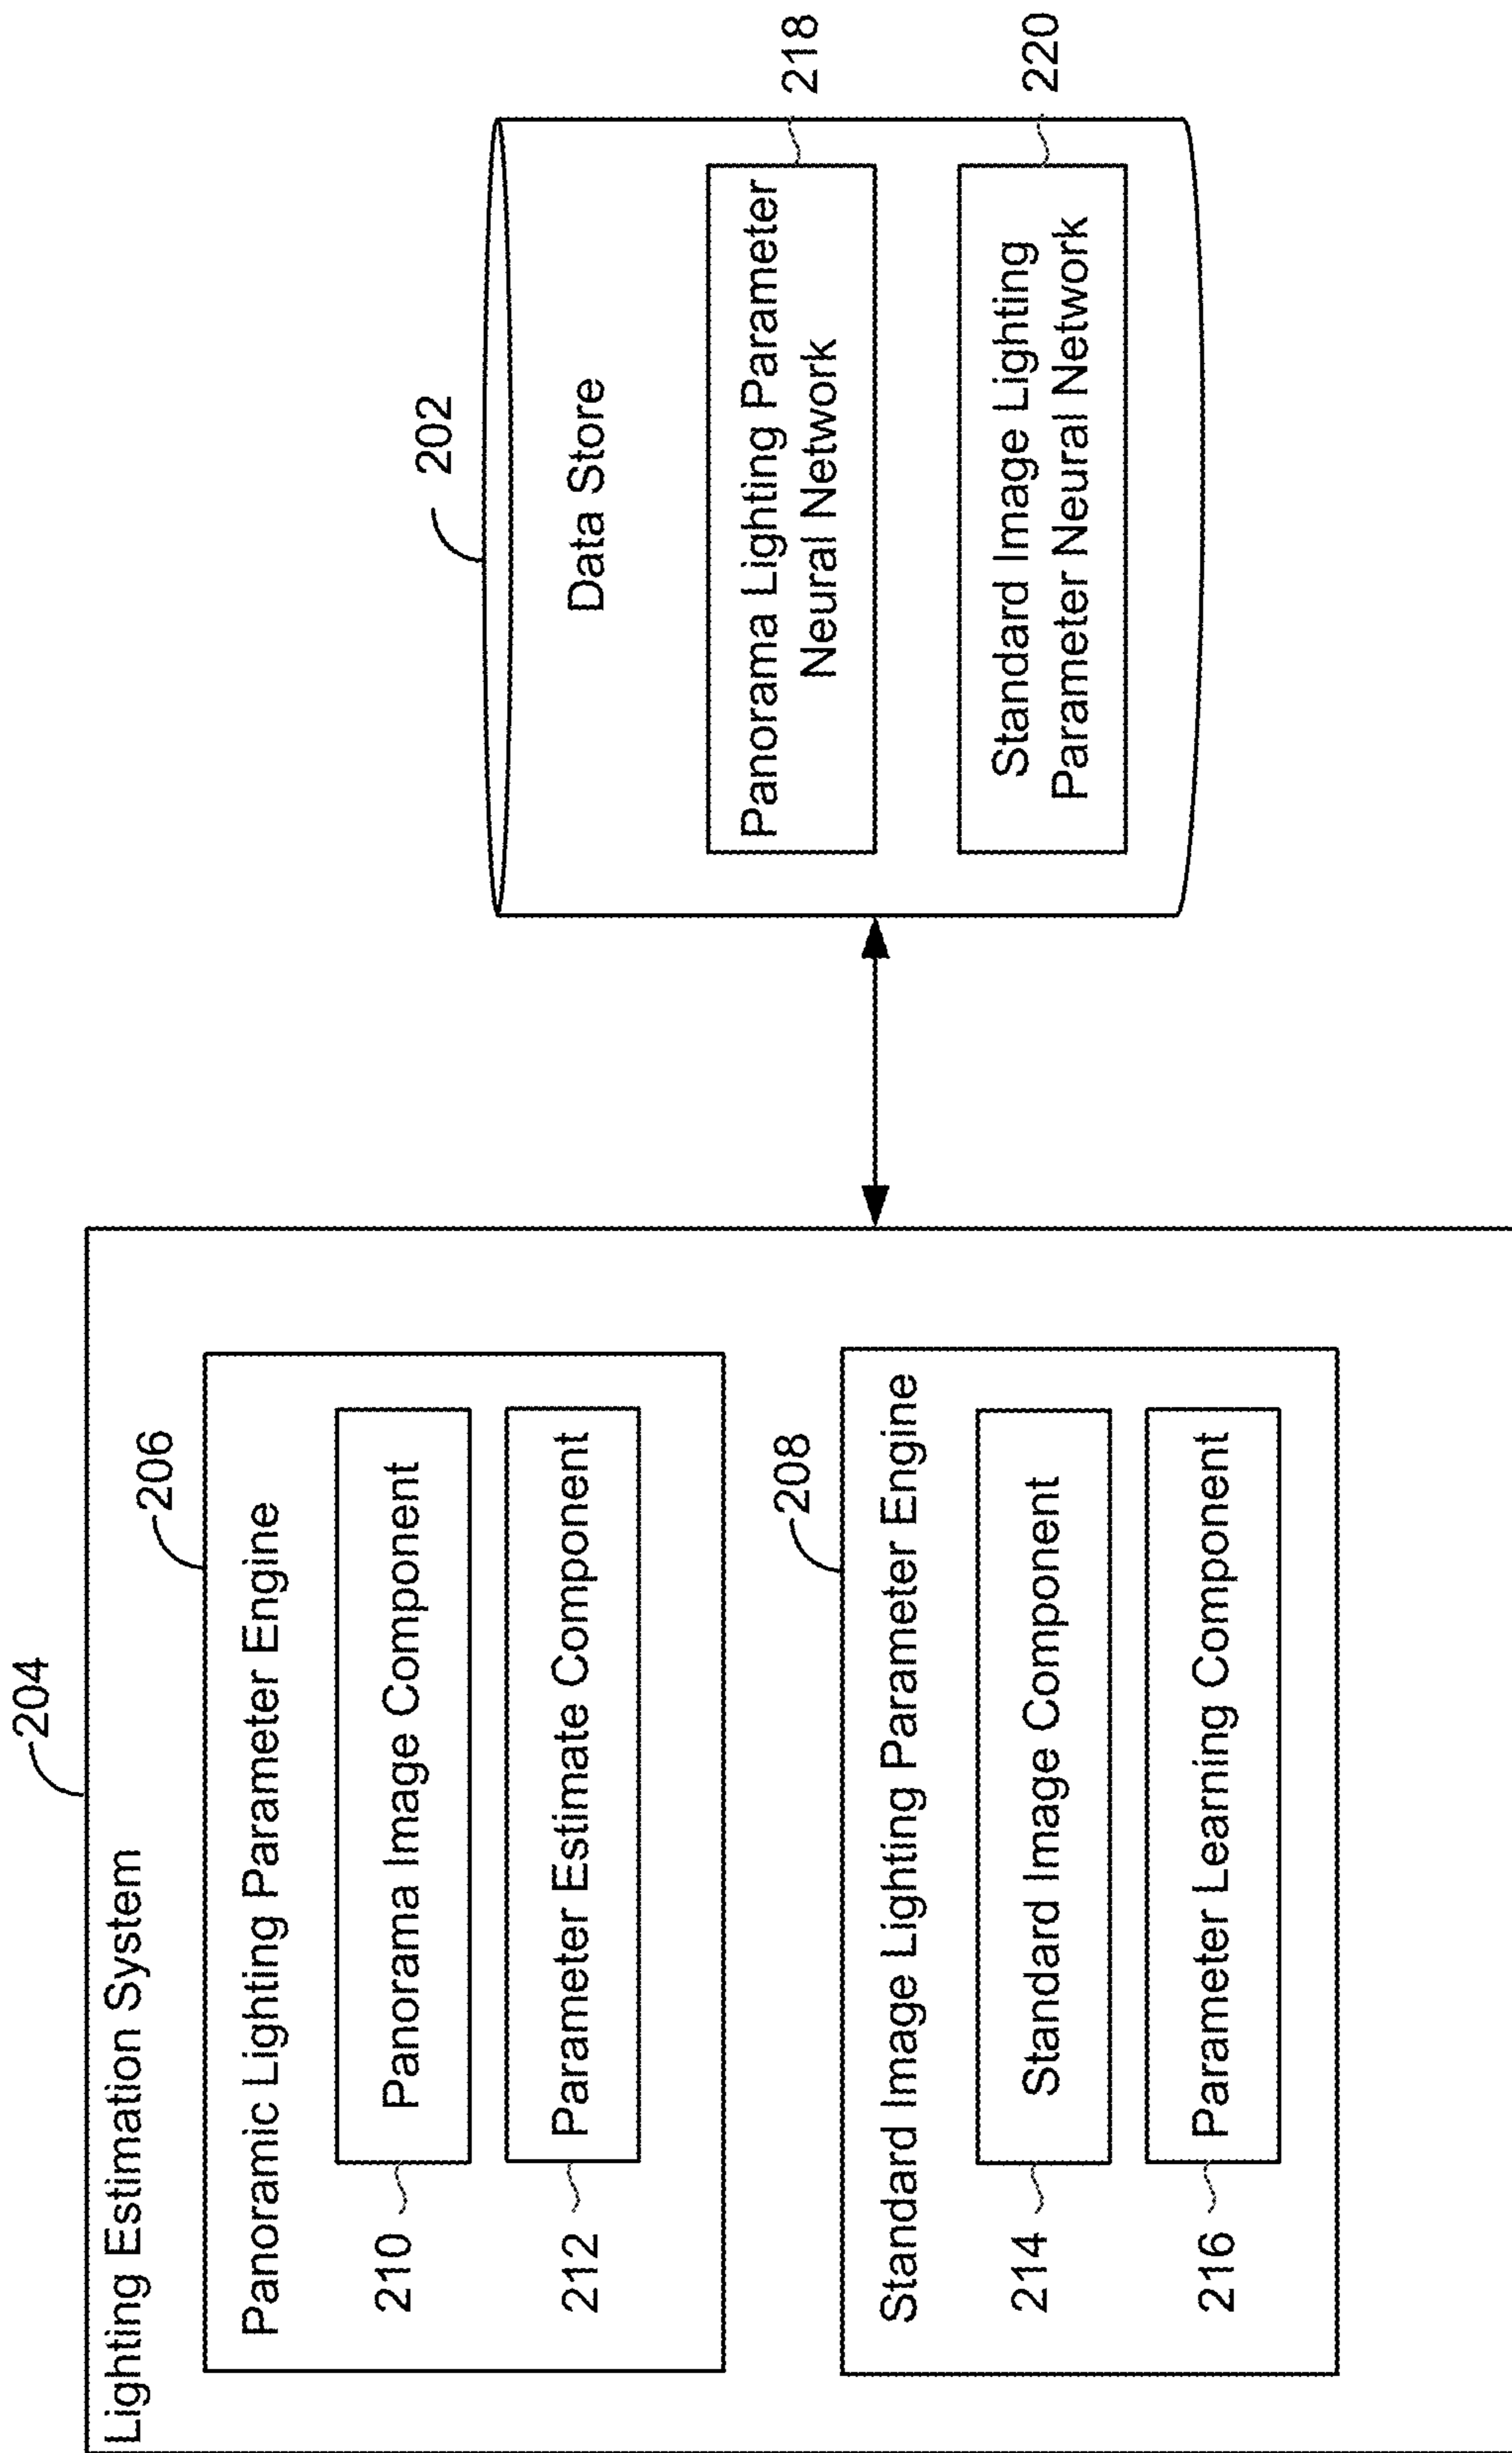 204
Lighting Estimation System
206
Panoramic Lighting Parameter Engine
210
Panorama Image Component
212
Parameter Estimate Component
208
Standard Image Lighting Parameter Engine
214
Standard Image Component
216
Parameter Learning Component
202
Data Store
Panorama Lighting Parameter
Neural Network
218
Standard Image Lighting
Parameter Neural Network
220